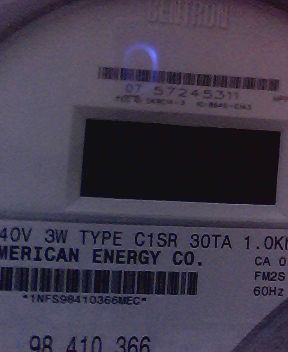 CENTRON
07 57245311
40V 3W TYPE C1SR 30TA 1.0K
MERICAN ENERGY CO.
CA 0
FM2S
60Hz
*1NFS98410366MEC*
98 410 366